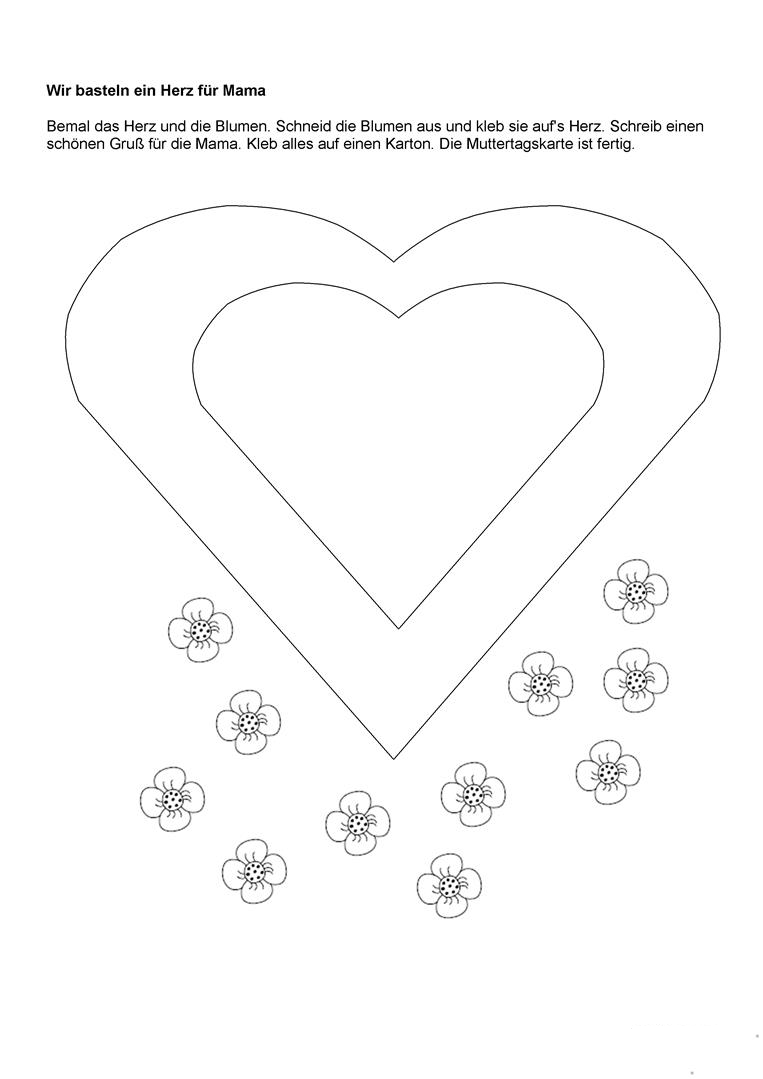 Wir basteln ein Herz für Mama
Bemal das Herz und die Blumen. Schneid die Blumen aus und kleb sie auf's Herz. Schreib einen
schönen Gruß für die Mama. Kleb alles auf einen Karton. Die Muttertagskarte ist fertig.